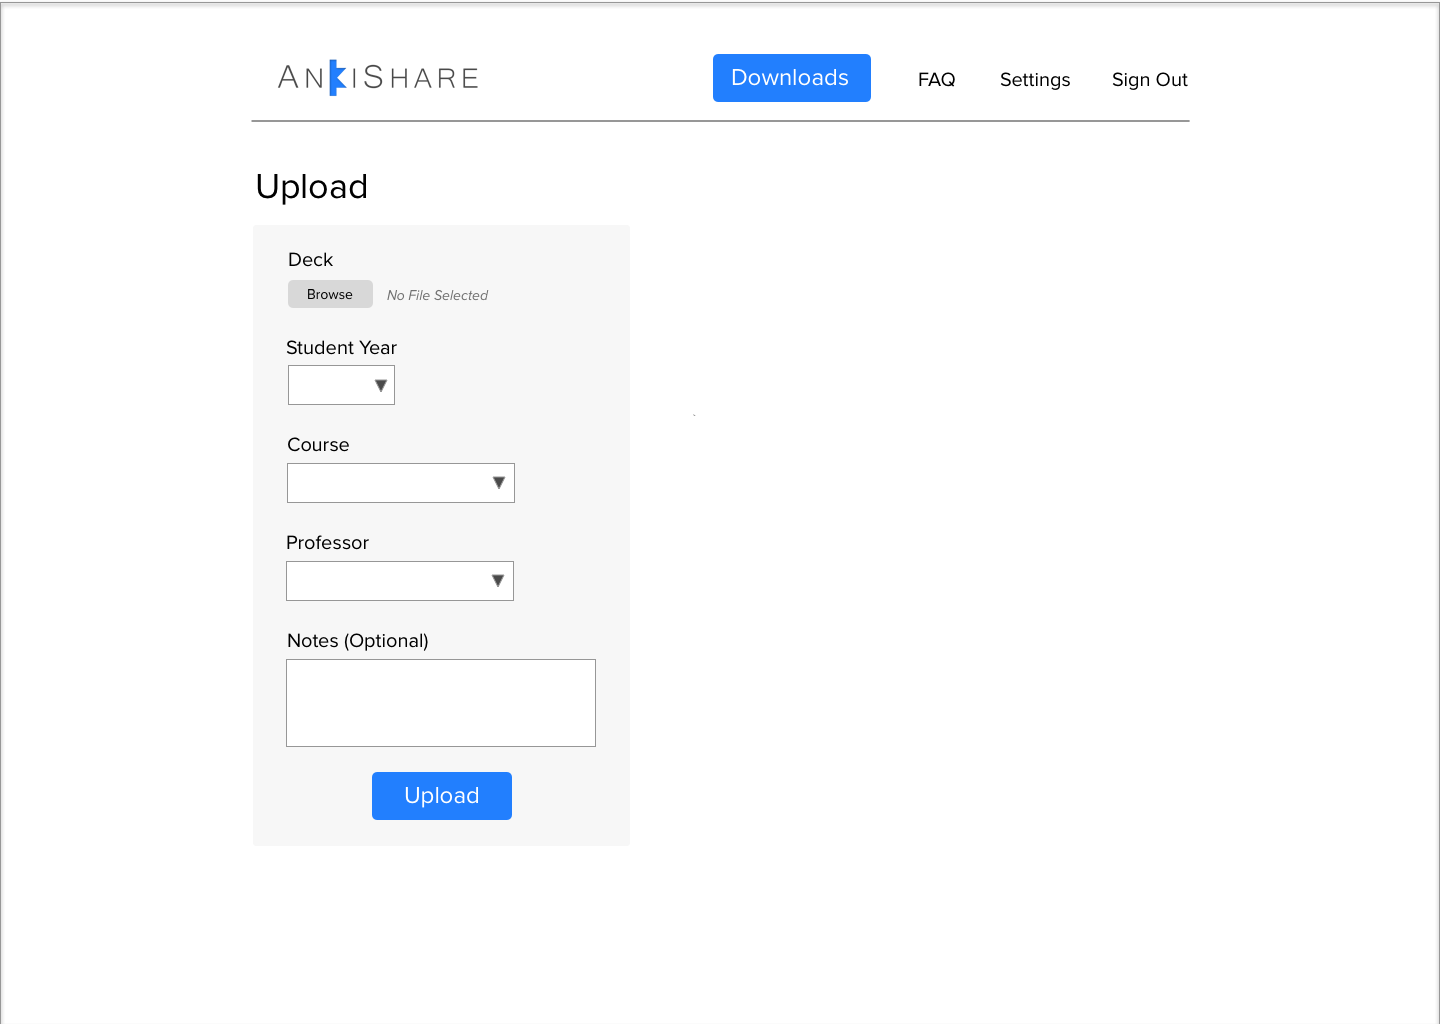 ANKISHARE
Downloads
FAQ
Settings
Sign Out
Upload
Deck
Browse
No File Selected
Student Year
Course
Professor
Notes (Optional)
Upload